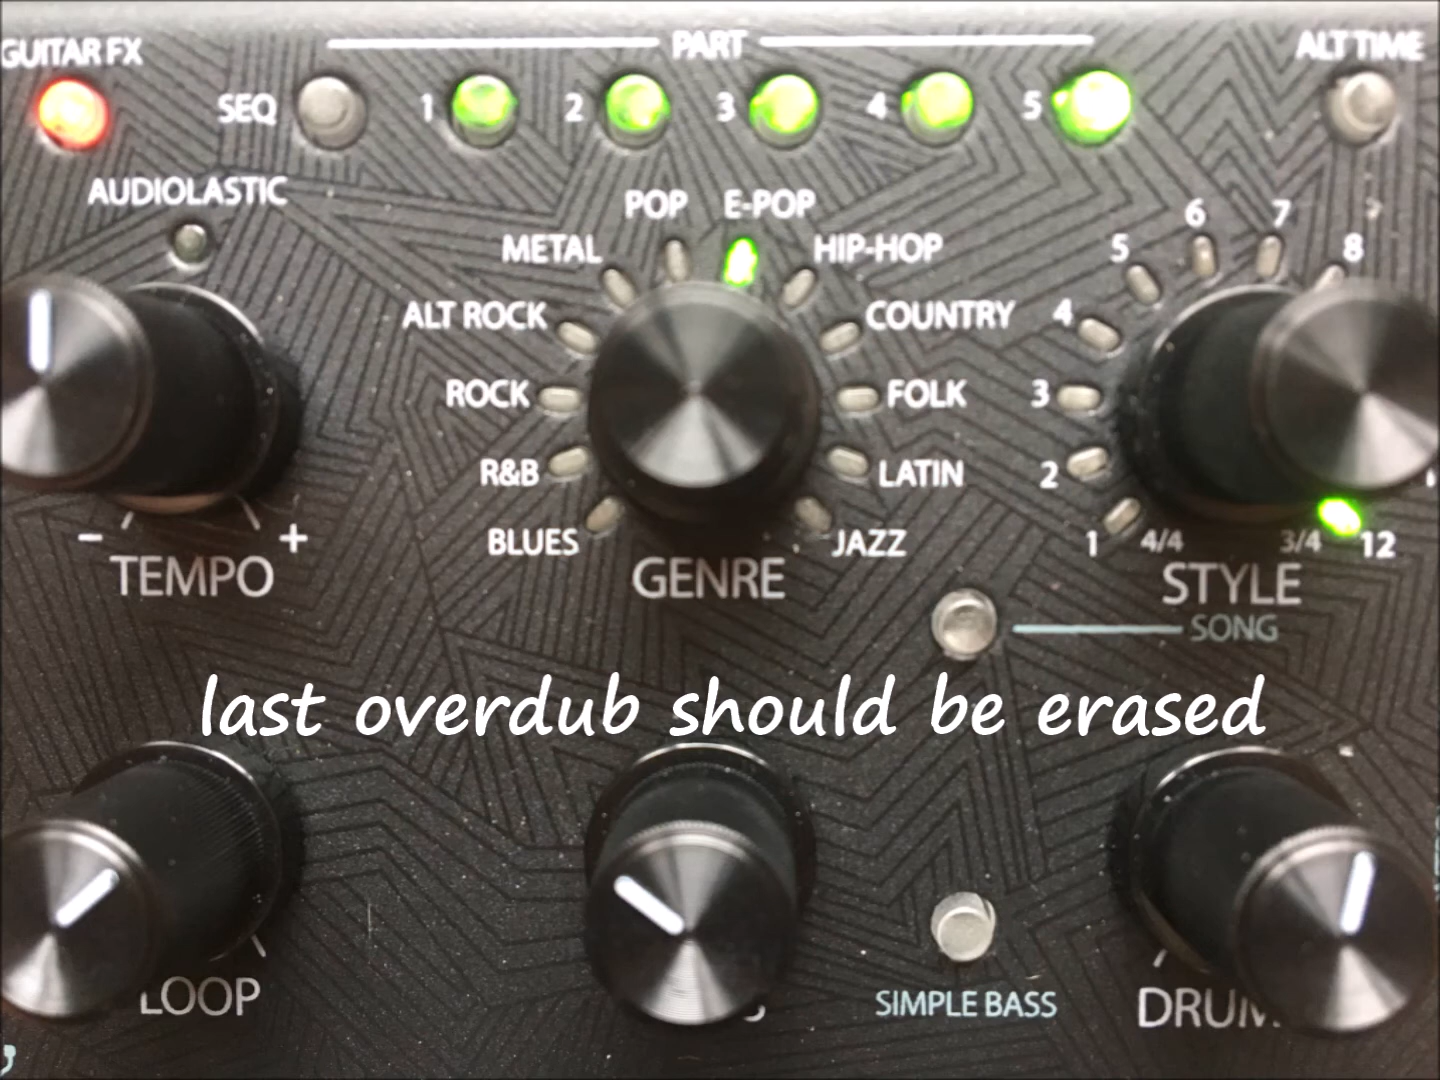 GUITAR FX
PART
ALT TIME
SEQ 1 2 3 4 5
AUDIOLASTIC
POP E-POP
METAL HIP-HOP
ALT ROCK COUNTRY
ROCK FOLK
R&B LATIN
BLUES JAZZ
5 6 7 8
4
3
2
1 4/4 3/4 12
- +
TEMPO GENRE STYLE
SONG
last overdub should be erased
LOOP
SIMPLE BASS